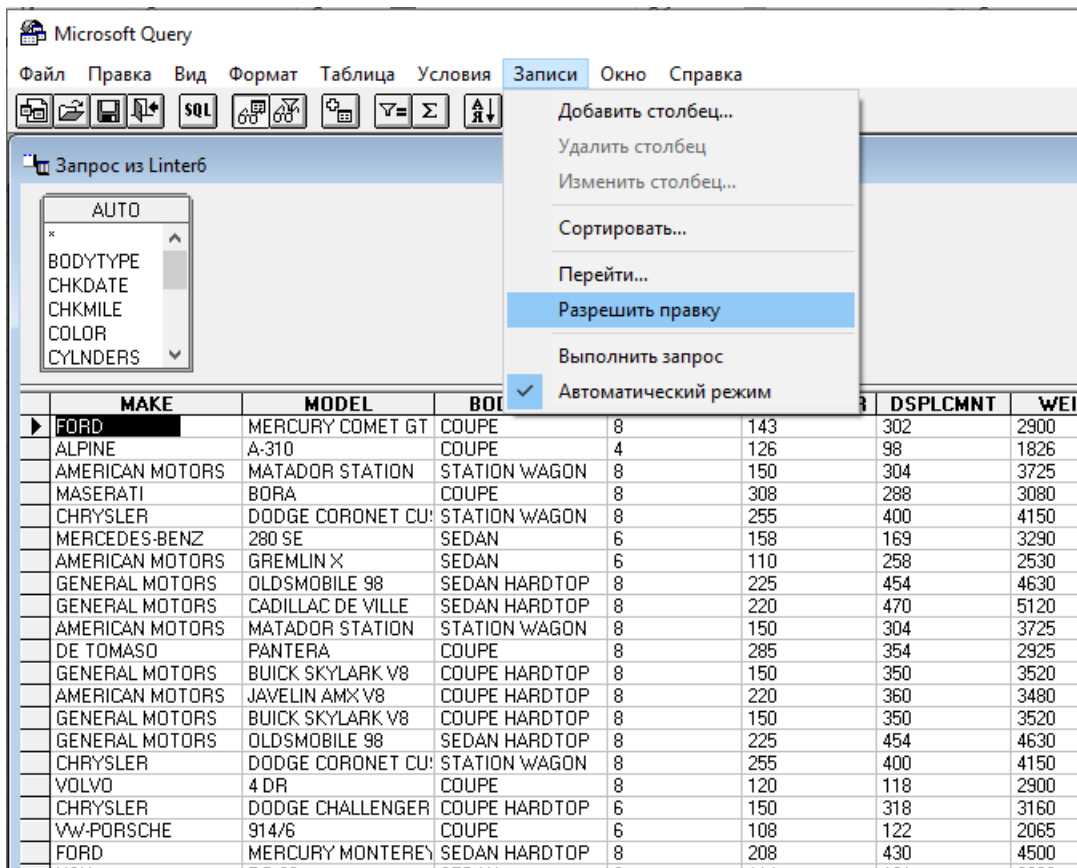 Microsoft Query
Файл Правка Вид Формат Таблица Условия Записи Окно Справка
SQL
Добавить столбец...
Удалить столбец
Изменить столбец...
Сортировать...
Перейти...
Разрешить правку
Выполнить запрос
Автоматический режим
Запрос из Linter6
AUTO
*
BODYTYPE
CHKDATE
CHKMILE
COLOR
CYLNDERS
MAKE MODEL DSPLCMNT
FORD MERCURY COMET GT COUPE 8 143 302 2900
ALPINE A-310 COUPE 4 126 98 1826
AMERICAN MOTORS MATADOR STATION STATION WAGON 8 150 304 3725
MASERATI BORA COUPE 8 308 288 3080
CHRYSLER DODGE CORONET STATION WAGON 8 255 400 4150
MERCEDES-BENZ 280 SE SEDAN 6 158 169 3290
AMERICAN MOTORS GREMLIN X SEDAN 6 110 258 2530
GENERAL MOTORS OLDSMOBILE 98 SEDAN HARDTOP 8 225 454 4630
GENERAL MOTORS CADILLAC DE VILLE SEDAN HARDTOP 8 220 470 5120
AMERICAN MOTORS MATADOR STATION STATION WAGON 8 150 304 3725
DE TOMASO PANTERA COUPE 8 285 354 2925
GENERAL MOTORS BUICK SKYLARK V8 COUPE HARDTOP 8 150 350 3520
AMERICAN MOTORS JAVELIN AMX V8 COUPE HARDTOP 8 220 360 3480
GENERAL MOTORS BUICK SKYLARK V8 COUPE HARDTOP 8 150 350 3520
GENERAL MOTORS OLDSMOBILE 98 SEDAN HARDTOP 8 225 454 4630
CHRYSLER DODGE CORONET STATION WAGON 8 255 400 4150
VOLVO 4 DR COUPE 8 120 118 2900
CHRYSLER DODGE CHALLENGER COUPE HARDTOP 6 150 318 3160
VW-PORSCHE 914/6 COUPE 6 108 122 2065
FORD MERCURY MONTEREY SEDAN HARDTOP 8 208 430 4500